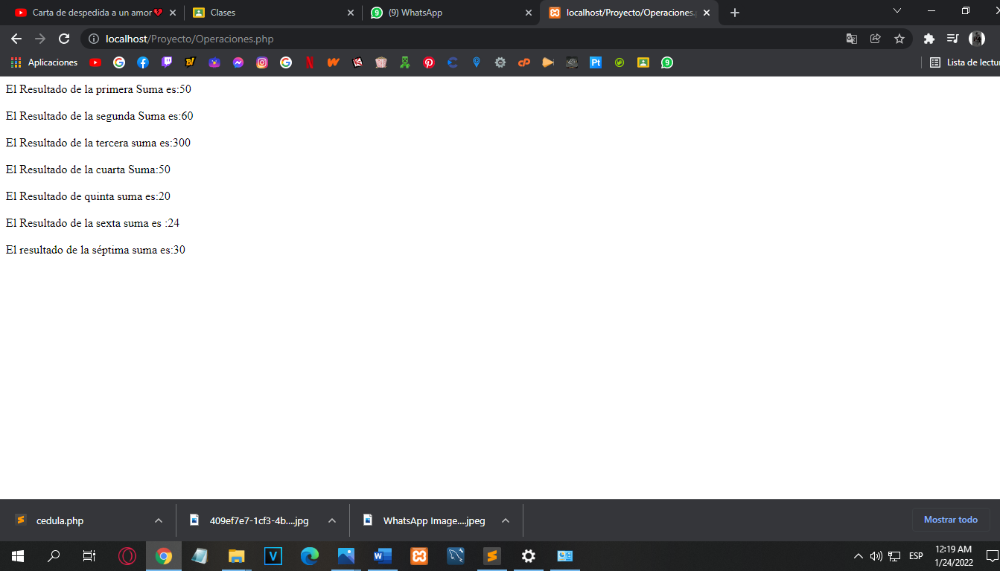 Carta de despedida a un amor💔
Clases
(9) WhatsApp
localhost/Proyecto/Operaciones.p
localhost/Proyecto/Operaciones.php
Aplicaciones
Pt
Lista de lectu
El Resultado de la primera Suma es:50
El Resultado de la segunda Suma es:60
El Resultado de la tercera suma es:300
El Resultado de la cuarta Suma:50
El Resultado de quinta suma es:20
El Resultado de la sexta suma es :24
El resultado de la séptima suma es:30
cedula.php
409ef7e7-1cf3-4b....jpg
WhatsApp Image....jpeg
Mostrar todo
ESP
12:19 AM
1/24/2022